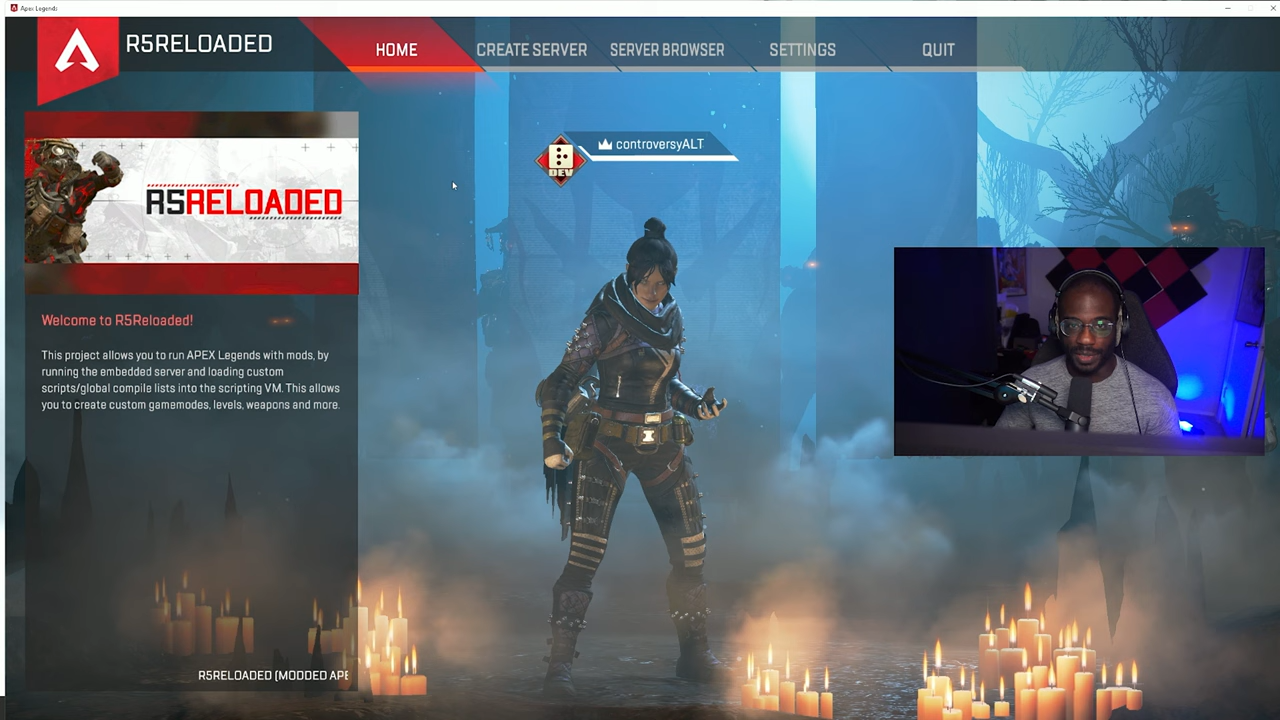 Apex Legends
R5RELOADED
HOME
CREATE SERVER
SERVER BROWSER
SETTINGS
QUIT
controversyALT
DEV
R5RELOADED
Welcome to R5Reloaded!
This project allows you to run APEX Legends with mods, by
running the embedded server and loading custom
scripts/global compile lists into the scripting VM. This allows
you to create custom gamemodes, levels, weapons and more.
R5RELOADED (MODDED APE